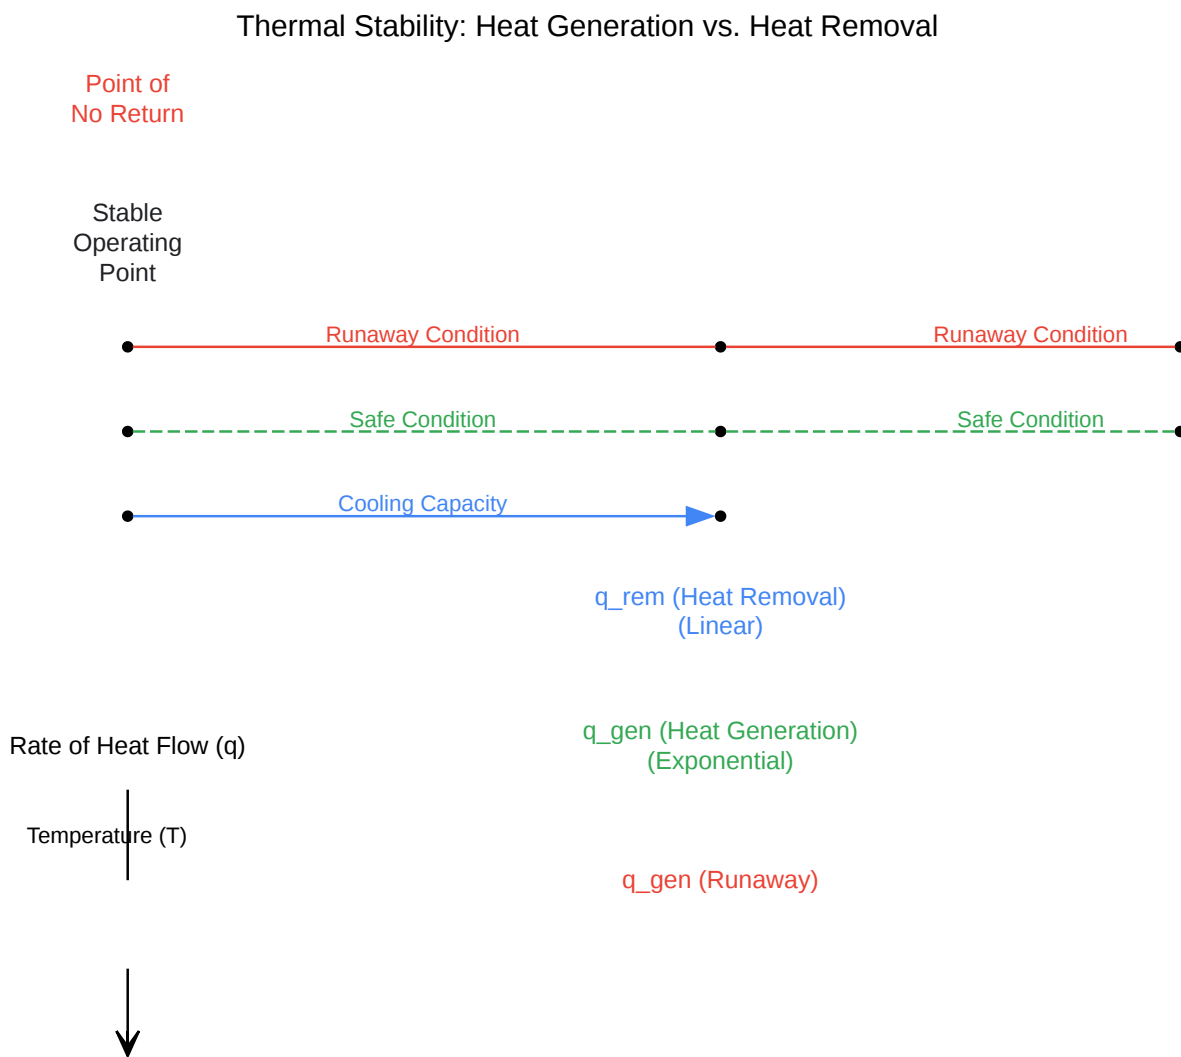 Thermal Stability: Heat Generation vs. Heat Removal
Point of
No Return
Stable
Operating
Point
Runaway Condition
Runaway Condition
Safe Condition
Safe Condition
Cooling Capacity
q_rem (Heat Removal)
(Linear)
q_gen (Heat Generation)
(Exponential)
Rate of Heat Flow (q)
Temperature (T)
q_gen (Runaway)